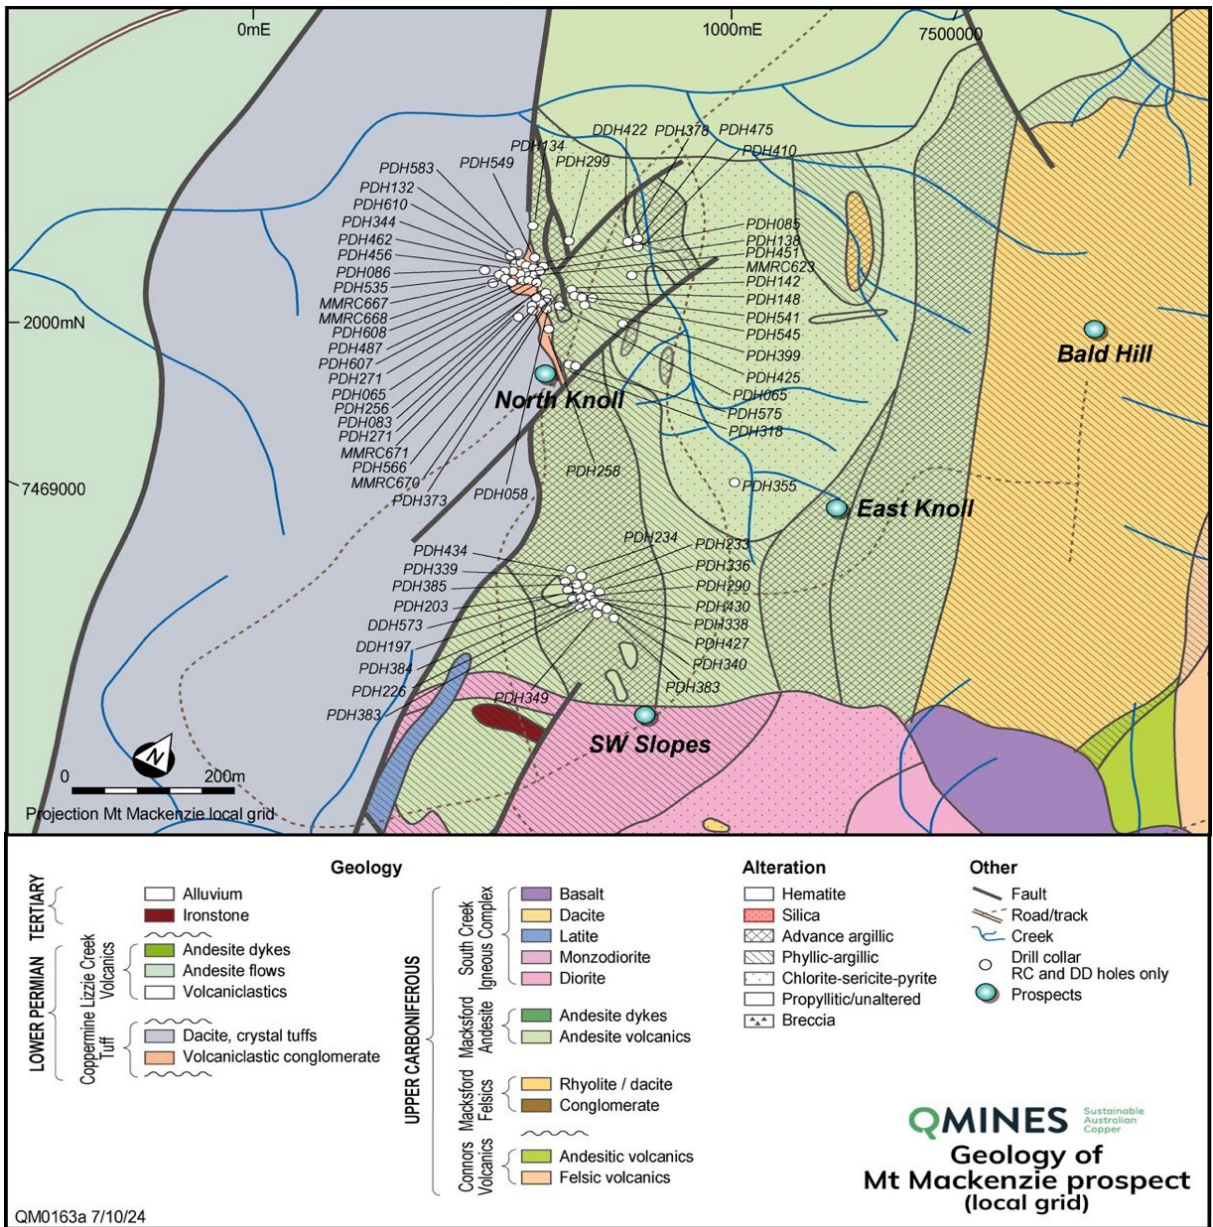 0mE
1000mE
7500000
DDH422
PDH378
PDH475
PDH134
PDH410
PDH549
PDH299
PDH583
PDH132
PDH610
PDH344
PDH462
PDH456
PDH086
PDH535
MMRC667
MMRC668
PDH608
PDH487
PDH607
PDH271
PDH065
PDH256
PDH083
PDH271
MMRC671
PDH566
MMRC670
PDH373
PDH058
PDH258
PDH085
PDH138
PDH451
MMRC623
PDH142
PDH148
PDH541
PDH545
PDH399
PDH425
PDH065
PDH575
PDH318
PDH355
2000mN
7469000
Bald Hill
North Knoll
East Knoll
PDH434
PDH339
PDH385
PDH203
DDH573
DDH197
PDH384
PDH226
PDH383
PDH349
PDH234
PDH233
PDH336
PDH290
PDH430
PDH338
PDH427
PDH340
PDH383
SW Slopes
N
0 200m
Projection Mt Mackenzie local grid
Geology
TERTIARY
Alluvium
Ironstone
LOWER PERMIAN
Lizzie Creek
Volcanics
Andesite dykes
Andesite flows
Volcaniclastics
Coppermine
Tuff
Dacite, crystal tuffs
Volcaniclastic conglomerate
UPPER CARBONIFEROUS
South Creek
Igneous Complex
Basalt
Dacite
Latite
Monzodiorite
Diorite
Macksford
Andesite
Andesite dykes
Andesite volcanics
Macksford
Felsics
Rhyolite / dacite
Conglomerate
Connors
Volcanics
Andesitic volcanics
Felsic volcanics
Alteration
Hematite
Silica
Advance argillic
Phyllic-argillic
Chlorite-sericite-pyrite
Propyllitic/unaltered
Breccia
Other
Fault
Road/track
Creek
Drill collar
RC and DD holes only
Prospects
QMINES
Sustainable
Australian
Copper
Geology of
Mt Mackenzie prospect
(local grid)
QM0163a 7/10/24